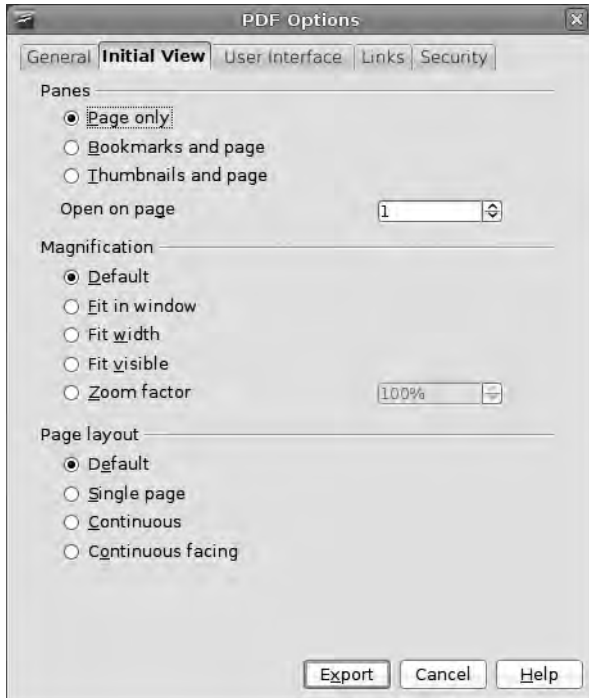 PDF Options
General Initial View User Interface Links Security
Panes
Page only
Bookmarks and page
Thumbnails and page
Open on page 1
Magnification
Default
Fit in window
Fit width
Fit visible
Zoom factor 100%
Page layout
Default
Single page
Continuous
Continuous facing
Export Cancel Help